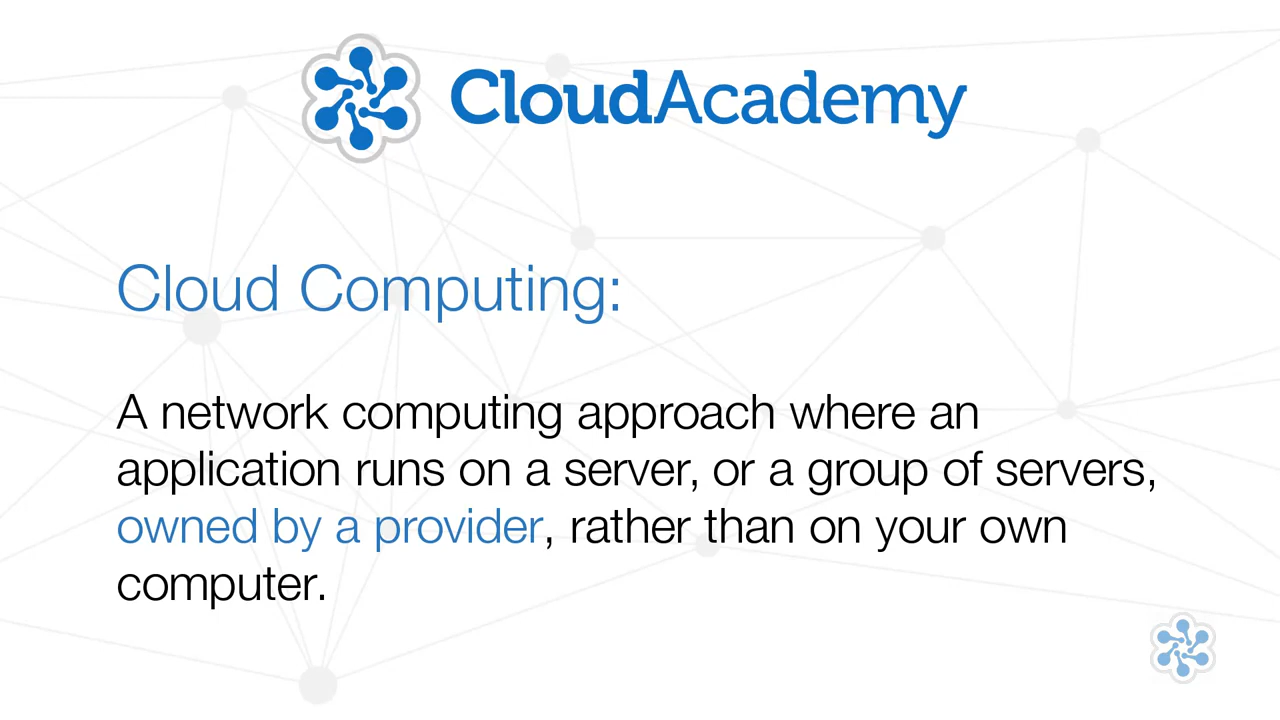 CloudAcademy
Cloud Computing:
A network computing approach where an
application runs on a server, or a group of servers,
owned by a provider, rather than on your own
computer.